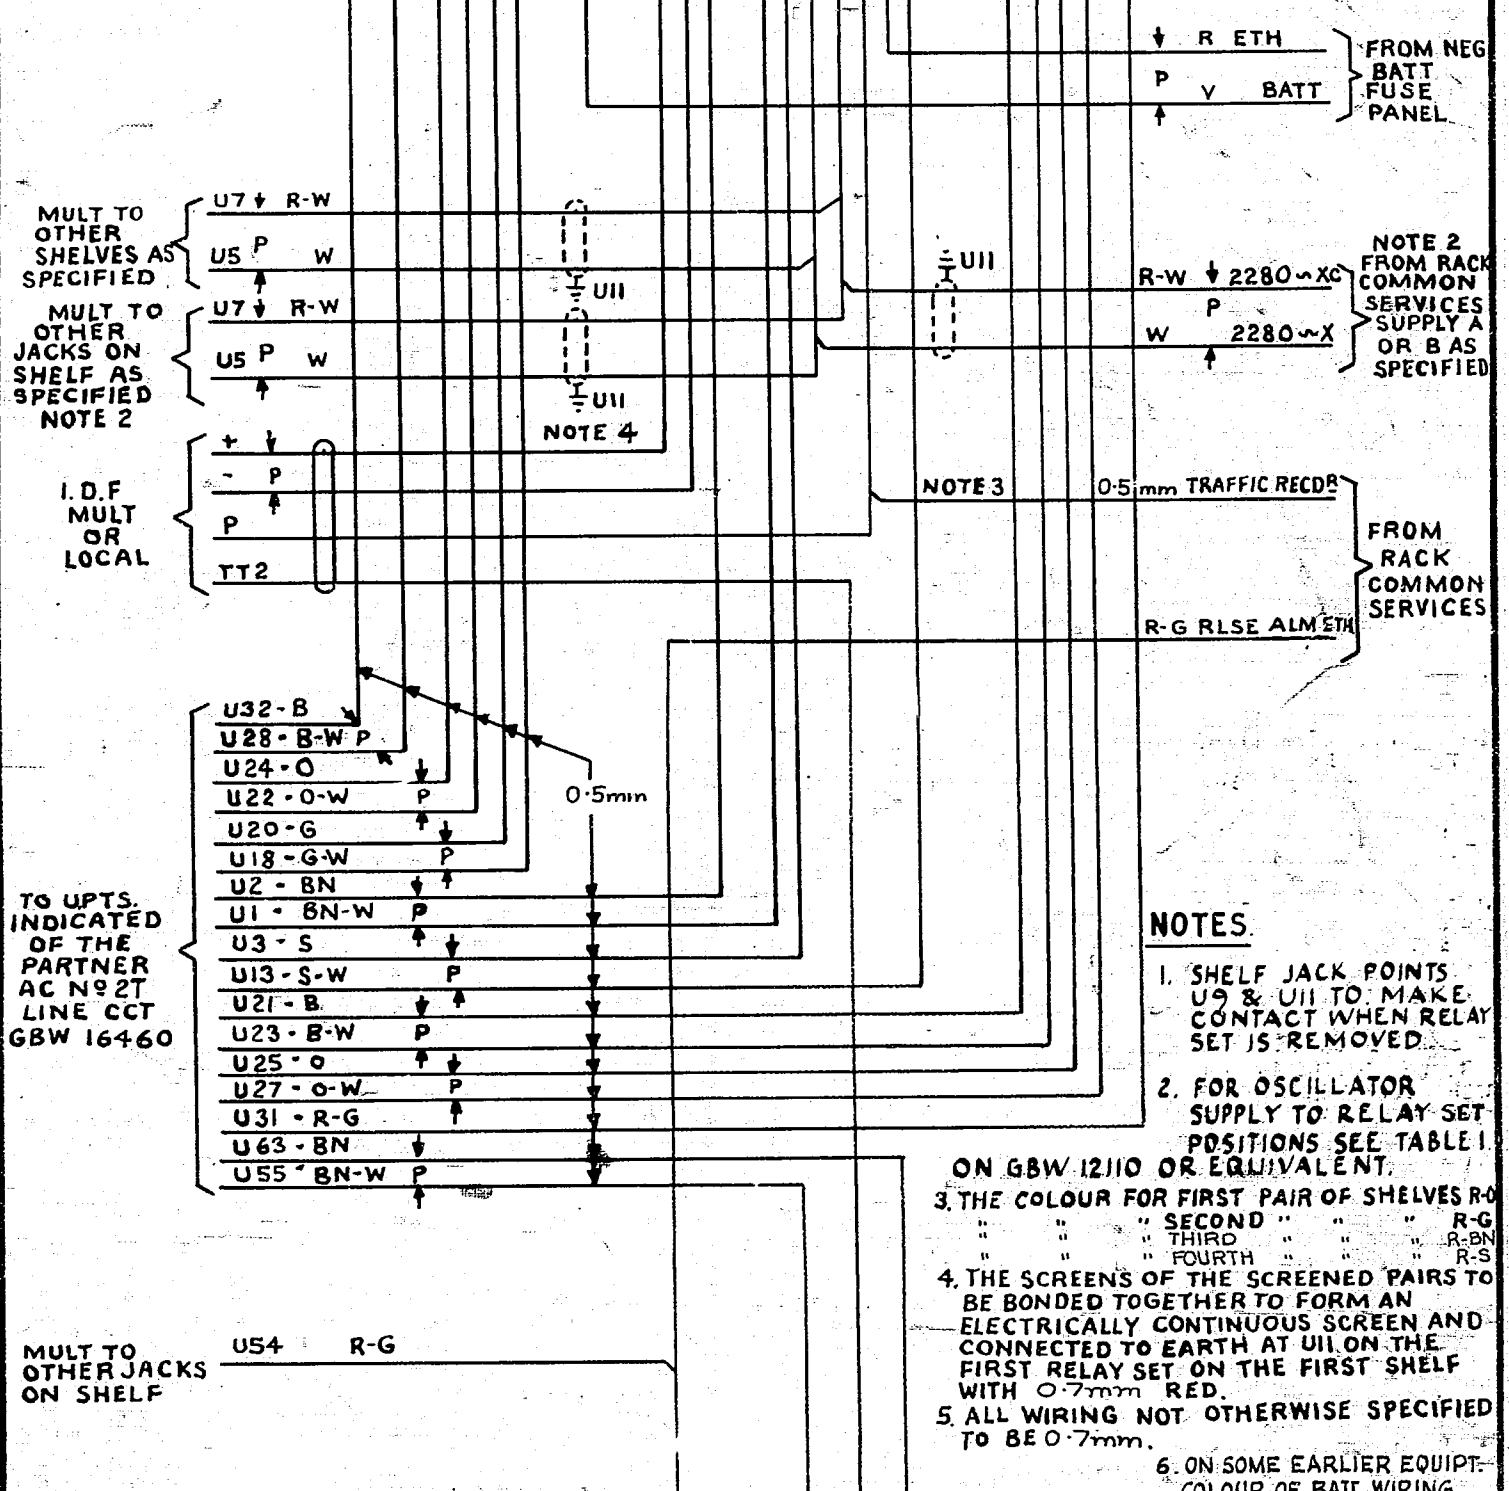 R ETH
P
V BATT
FROM NEG
BATT
FUSE
PANEL
MULT TO
OTHER
SHELVES AS
SPECIFIED
U7 R-W
P
U5 W
U11
MULT TO
OTHER
JACKS ON
SHELF AS
SPECIFIED
NOTE 2
U7 R-W
U5 P W
U11
NOTE 4
U11
R-W 2280~XC
P
W 2280~X
NOTE 2
FROM RACK
COMMON
SERVICES
SUPPLY A
OR B AS
SPECIFIED
I.D.F
MULT
OR
LOCAL
+
- P
P
TT2
NOTE 3 0·5mm TRAFFIC RECDR
R-G RLSE ALM ETH
FROM
RACK
COMMON
SERVICES
TO U.PTS.
INDICATED
OF THE
PARTNER
AC Nº 2T
LINE CCT
GBW 16460
U32-B
U28-B-W P
U24-O
U22-O-W P
U20-G
U18-G-W P
U2 - BN
U1 - BN-W P
U3-S
U13-S-W P
U21-B
U23-B-W P
U25-O
U27-O-W P
U31-R-G
U63-BN
U55-BN-W P
0·5mm
MULT TO
OTHER JACKS
ON SHELF
U54 R-G
NOTES.
1. SHELF JACK POINTS
U9 & U11 TO MAKE
CONTACT WHEN RELAY
SET IS REMOVED
2. FOR OSCILLATOR
SUPPLY TO RELAY SET
POSITIONS SEE TABLE 1.
ON GBW 12110 OR EQUIVALENT.
3. THE COLOUR FOR FIRST PAIR OF SHELVES R-O
" " " SECOND " " " R-G
" " " THIRD " " " R-BN
" " " FOURTH " " " R-S
4. THE SCREENS OF THE SCREENED PAIRS TO
BE BONDED TOGETHER TO FORM AN
ELECTRICALLY CONTINUOUS SCREEN AND
CONNECTED TO EARTH AT U11 ON THE
FIRST RELAY SET ON THE FIRST SHELF
WITH 0·7mm RED.
5. ALL WIRING NOT OTHERWISE SPECIFIED
TO BE 0·7mm.
6. ON SOME EARLIER EQUIPT.
COLOUR OF BATT WIRING